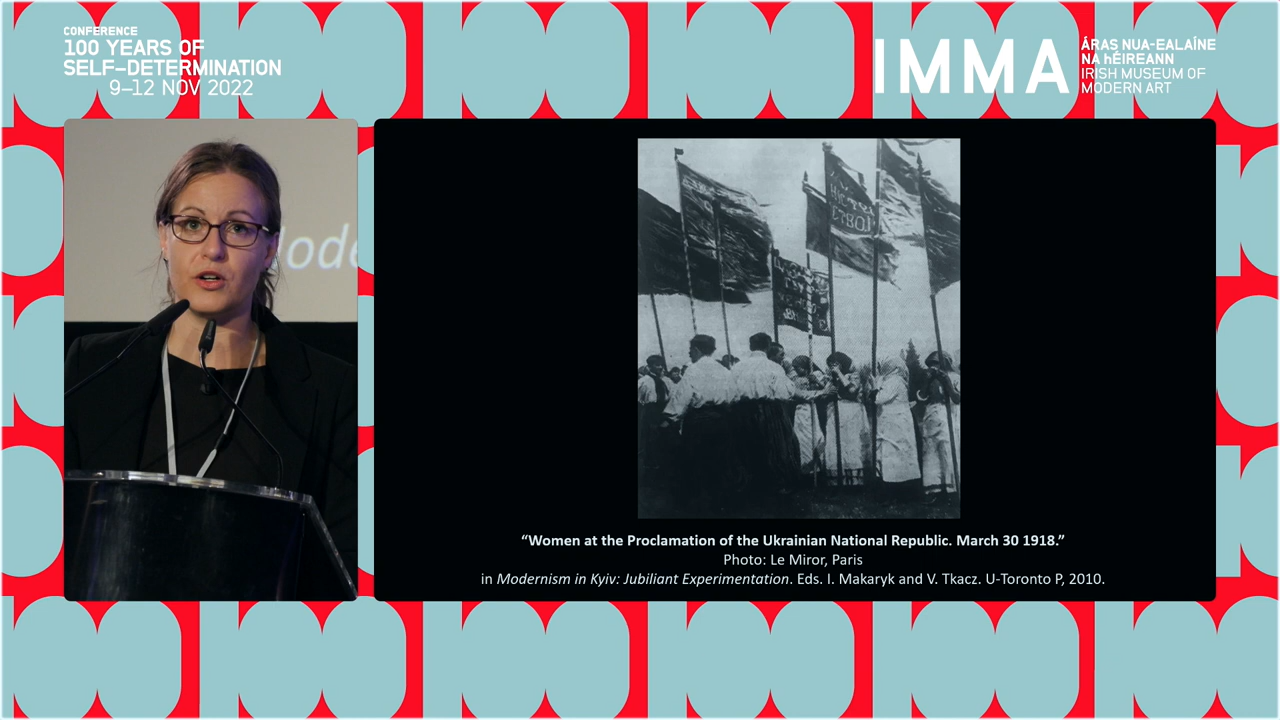 CONFERENCE
100 YEARS OF
SELF–DETERMINATION
9–12 NOV 2022
IMMA
ÁRAS NUA-EALAÍNE
NA hÉIREANN
IRISH MUSEUM OF
MODERN ART
“Women at the Proclamation of the Ukrainian National Republic. March 30 1918.”
Photo: Le Miror, Paris
in Modernism in Kyiv: Jubiliant Experimentation. Eds. I. Makaryk and V. Tkacz. U-Toronto P, 2010.